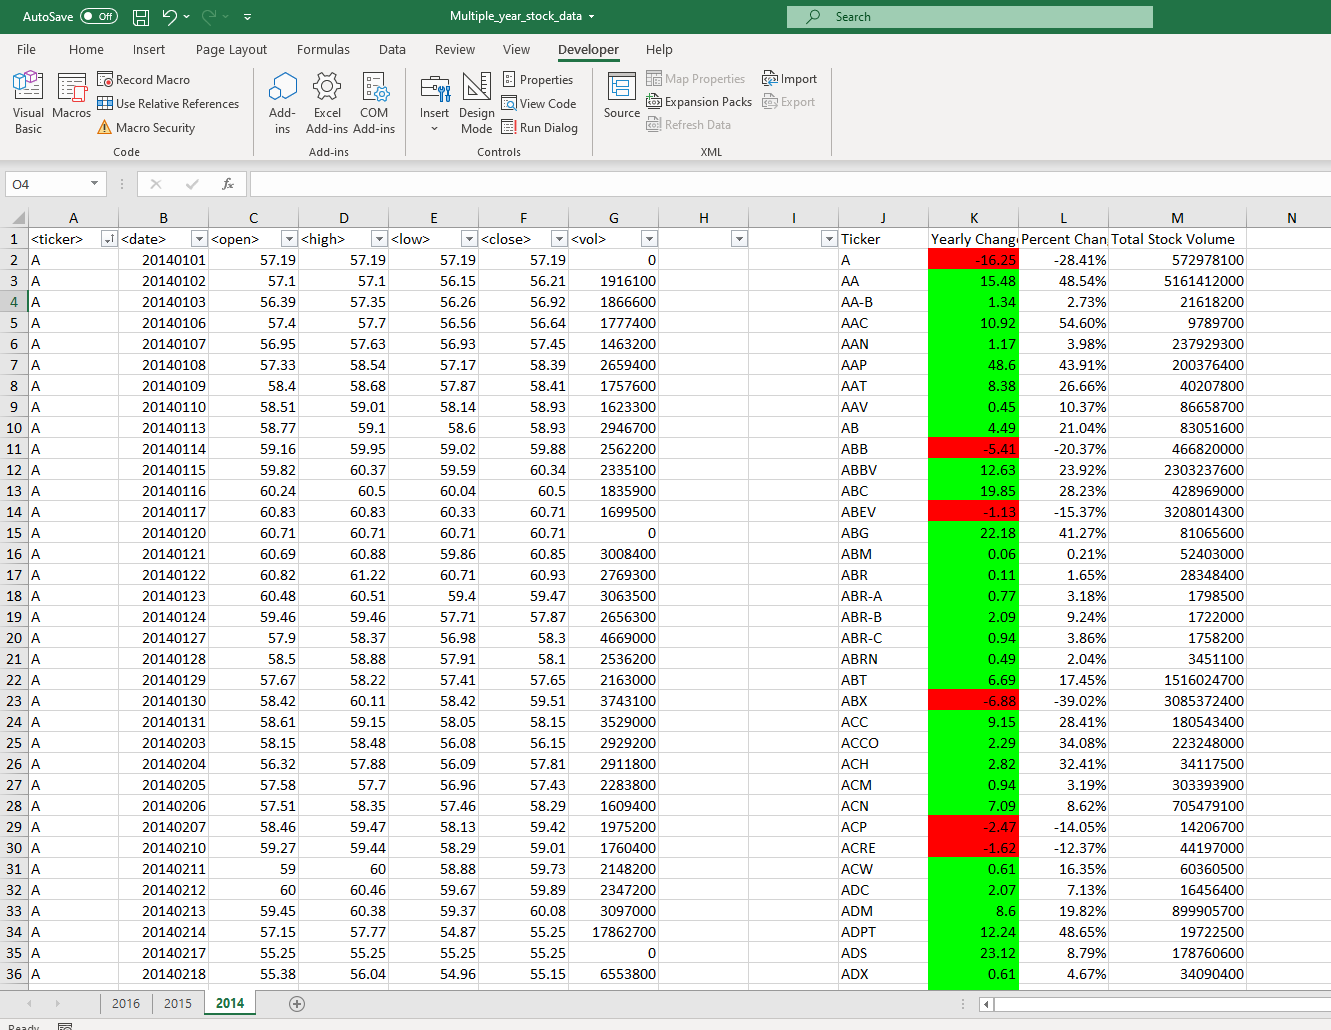 AutoSave Off Multiple_year_stock_data Search
File Home Insert Page Layout Formulas Data Review View Developer Help
Visual Basic Macros Record Macro Use Relative References Macro Security Code
Add-ins Excel Add-ins COM Add-ins Add-ins
Insert Design Mode Properties View Code Run Dialog Controls
Source Map Properties Expansion Packs Refresh Data Import Export XML
O4 fx
A B C D E F G H I J K L M N
1 <ticker> <date> <open> <high> <low> <close> <vol> Ticker Yearly Change Percent Chan Total Stock Volume
2 A 20140101 57.19 57.19 57.19 57.19 0 A -16.25 -28.41% 572978100
3 A 20140102 57.1 57.1 56.15 56.21 1916100 AA 15.48 48.54% 5161412000
4 A 20140103 56.39 57.35 56.26 56.92 1866600 AA-B 1.34 2.73% 21618200
5 A 20140106 57.4 57.7 56.56 56.64 1777400 AAC 10.92 54.60% 9789700
6 A 20140107 56.95 57.63 56.93 57.45 1463200 AAN 1.17 3.98% 237929300
7 A 20140108 57.33 58.54 57.17 58.39 2659400 AAP 48.6 43.91% 200376400
8 A 20140109 58.4 58.68 57.87 58.41 1757600 AAT 8.38 26.66% 40207800
9 A 20140110 58.51 59.01 58.14 58.93 1623300 AAV 0.45 10.37% 86658700
10 A 20140113 58.77 59.1 58.6 58.93 2946700 AB 4.49 21.04% 83051600
11 A 20140114 59.16 59.95 59.02 59.88 2562200 ABB -5.41 -20.37% 466820000
12 A 20140115 59.82 60.37 59.59 60.34 2335100 ABBV 12.63 23.92% 2303237600
13 A 20140116 60.24 60.5 60.04 60.5 1835900 ABC 19.85 28.23% 428969000
14 A 20140117 60.83 60.83 60.33 60.71 1699500 ABEV -1.13 -15.37% 3208014300
15 A 20140120 60.71 60.71 60.71 60.71 0 ABG 22.18 41.27% 81065600
16 A 20140121 60.69 60.88 59.86 60.85 3008400 ABM 0.06 0.21% 52403000
17 A 20140122 60.82 61.22 60.71 60.93 2769300 ABR 0.11 1.65% 28348400
18 A 20140123 60.48 60.51 59.4 59.47 3063500 ABR-A 0.77 3.18% 1798500
19 A 20140124 59.46 59.46 57.71 57.87 2656300 ABR-B 2.09 9.24% 1722000
20 A 20140127 57.9 58.37 56.98 58.3 4669000 ABR-C 0.94 3.86% 1758200
21 A 20140128 58.5 58.88 57.91 58.1 2536200 ABRN 0.49 2.04% 3451100
22 A 20140129 57.67 58.22 57.41 57.65 2163000 ABT 6.69 17.45% 1516024700
23 A 20140130 58.42 60.11 58.42 59.51 3743100 ABX -6.88 -39.02% 3085372400
24 A 20140131 58.61 59.15 58.05 58.15 3529000 ACC 9.15 28.41% 180543400
25 A 20140203 58.15 58.48 56.08 56.15 2929200 ACCO 2.29 34.08% 223248000
26 A 20140204 56.32 57.88 56.09 57.81 2911800 ACH 2.82 32.41% 34117500
27 A 20140205 57.58 57.7 56.96 57.43 2283800 ACM 0.94 3.19% 303393900
28 A 20140206 57.51 58.35 57.46 58.29 1609400 ACN 7.09 8.62% 705479100
29 A 20140207 58.46 59.47 58.13 59.42 1975200 ACP -2.47 -14.05% 14206700
30 A 20140210 59.27 59.44 58.29 59.01 1760400 ACRE -1.62 -12.37% 44197000
31 A 20140211 59 60 58.88 59.73 2148200 ACW 0.61 16.35% 60360500
32 A 20140212 60 60.46 59.67 59.89 2347200 ADC 2.07 7.13% 16456400
33 A 20140213 59.45 60.38 59.37 60.08 3097000 ADM 8.6 19.82% 899905700
34 A 20140214 57.15 57.77 54.87 55.25 17862700 ADPT 12.24 48.65% 19722500
35 A 20140217 55.25 55.25 55.25 55.25 0 ADS 23.12 8.79% 178760600
36 A 20140218 55.38 56.04 54.96 55.15 6553800 ADX 0.61 4.67% 34090400
2016 2015 2014
Ready